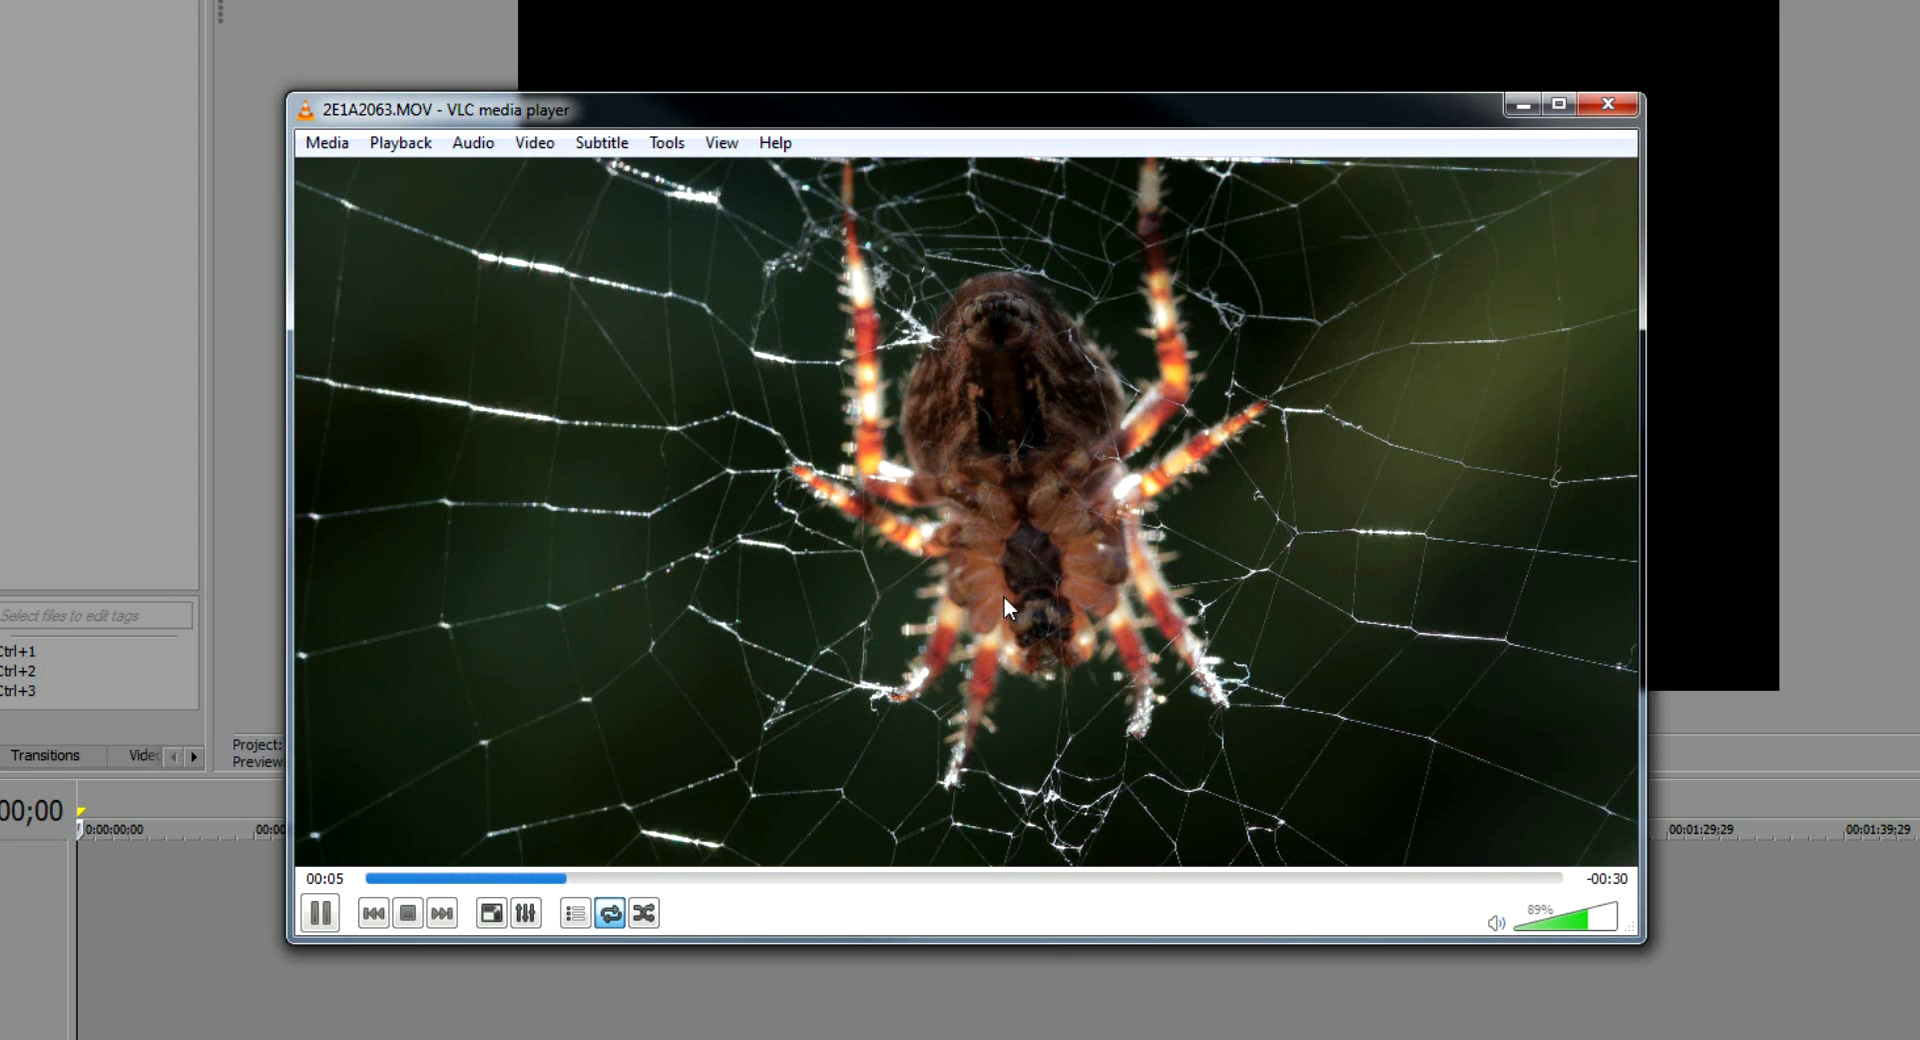 2E1A2063.MOV - VLC media player
Media Playback Audio Video Subtitle Tools View Help
Select files to edit tags
Ctrl+1
Ctrl+2
Ctrl+3
Transitions
Project:
Preview
00;00
0:00:00;00
00:00
00:01:29;29
00:01:39;29
00:05
-00:30
89%